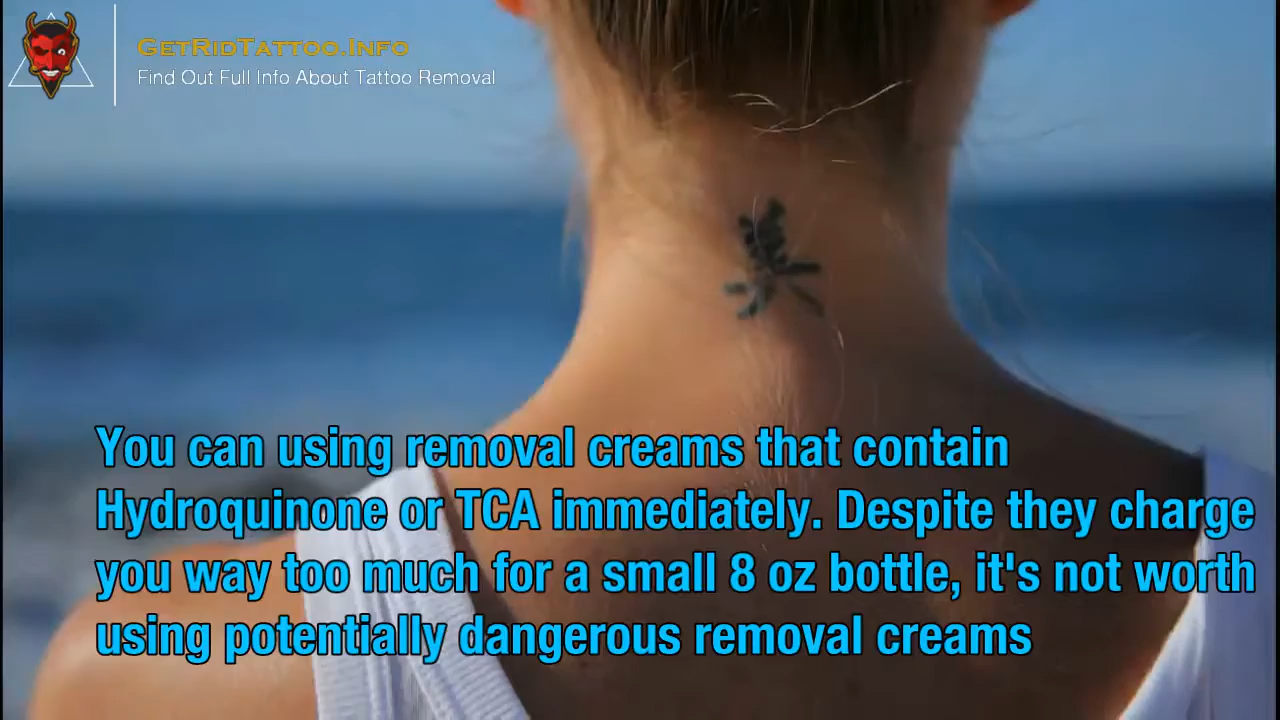 GetRidTattoo.Info
Find Out Full Info About Tattoo Removal
You can using removal creams that contain
Hydroquinone or TCA immediately. Despite they charge
you way too much for a small 8 oz bottle, it's not worth
using potentially dangerous removal creams